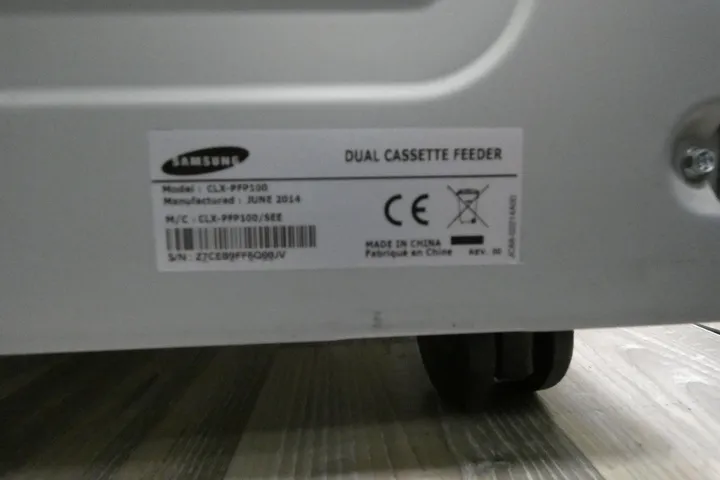 SAMSUNG
DUAL CASSETTE FEEDER
Model : CLX-PFP100
Manufactured : JUNE 2014
M/C : CLX-PFP100/SEE
CE
MADE IN CHINA
Fabriqué en Chine
REV. 00
S/N :